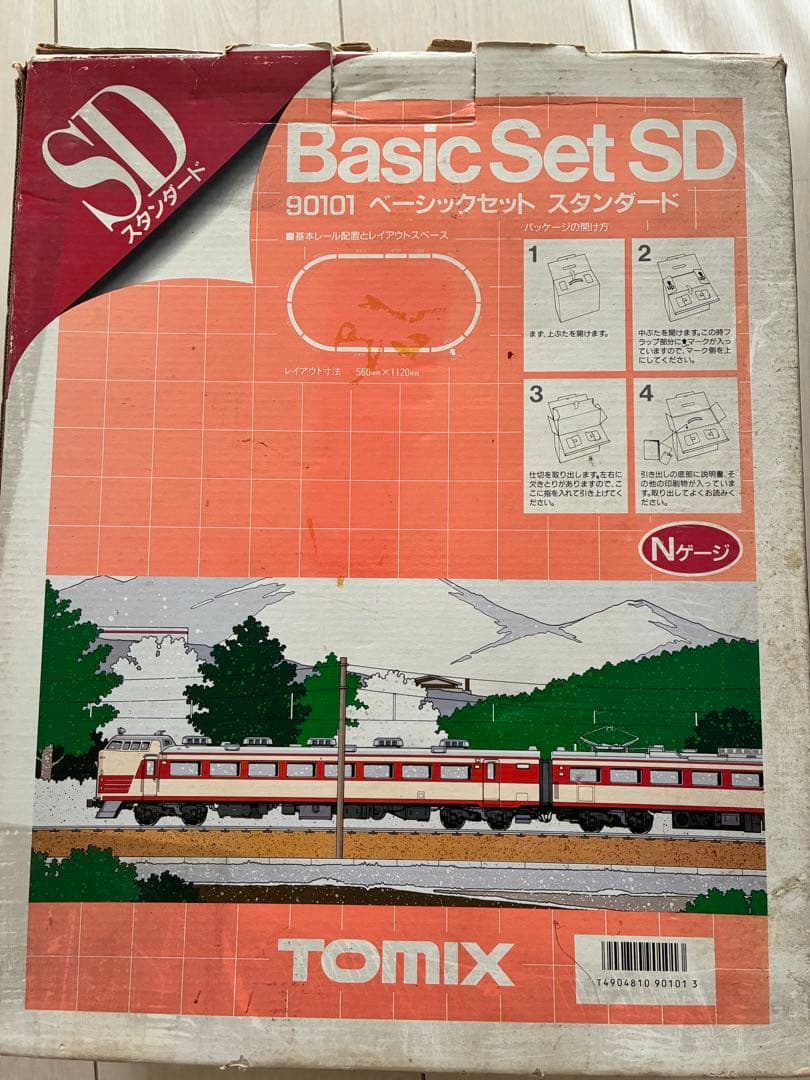 SD
スタンダード
Basic Set SD
90101 ベーシックセット スタンダード
■基本レール配置とレイアウトスペース
レイアウト寸法 560mm×1120mm
パッケージの開け方
1
まず、上ぶたを開けます。
2
中ぶたを開けます。この時フ
ラップ部分に●マークが入っ
ていますので、マーク側を上
にしてください。
3
仕切を取り出します。左右に
欠きとりがありますので、こ
こに指を入れて引き上げてく
ださい。
4
引き出しの底部に説明書、そ
の他の印刷物が入っていま
す。取り出してよくお読みく
ださい。
Nゲージ
TOMIX
T4904810 90101 3